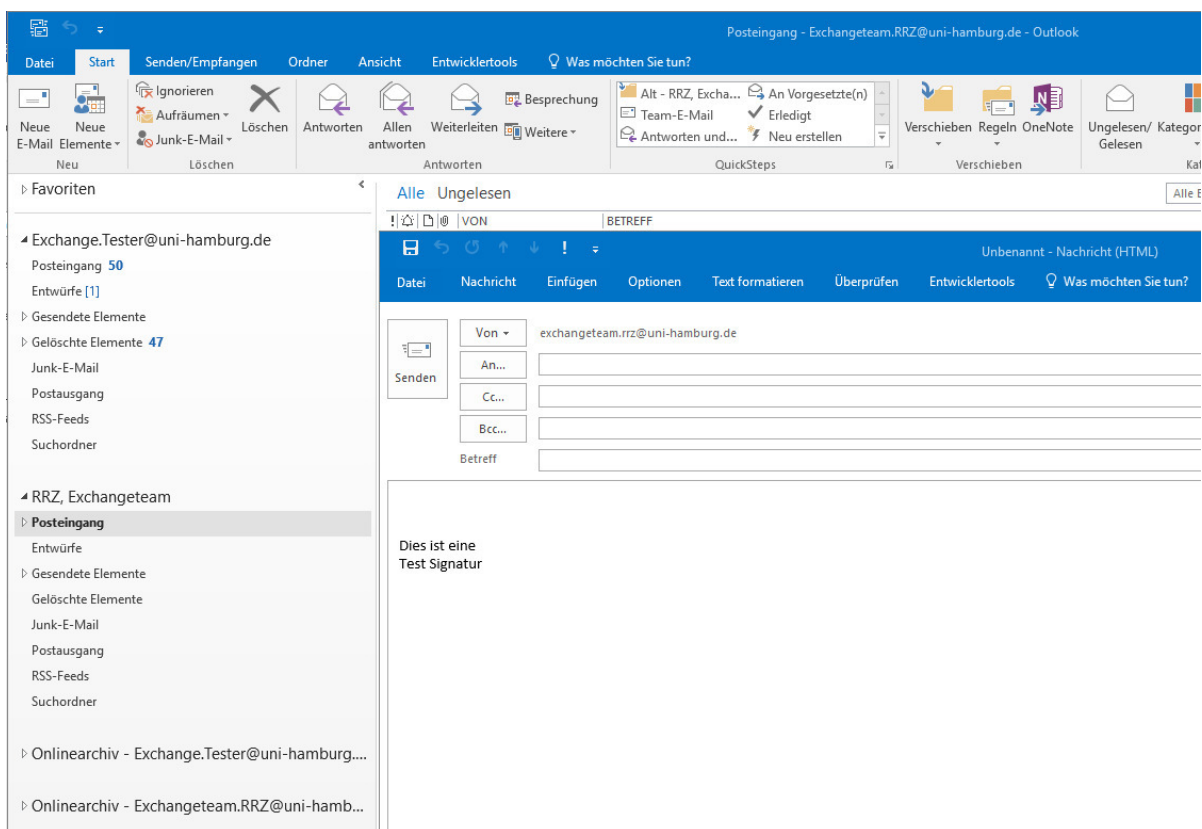 Posteingang - Exchangeteam.RRZ@uni-hamburg.de - Outlook
Datei Start Senden/Empfangen Ordner Ansicht Entwicklertools Was möchten Sie tun?
Neue E-Mail
Neue Elemente
Neu
Ignorieren
Aufräumen
Junk-E-Mail
Löschen
Löschen
Antworten
Allen antworten
Weiterleiten
Besprechung
Weitere
Antworten
Alt - RRZ, Excha...
Team-E-Mail
Antworten und...
An Vorgesetzte(n)
Erledigt
Neu erstellen
QuickSteps
Verschieben
Regeln
OneNote
Verschieben
Ungelesen/ Gelesen
Kategor
Kat
Favoriten
Exchange.Tester@uni-hamburg.de
Posteingang 50
Entwürfe [1]
Gesendete Elemente
Gelöschte Elemente 47
Junk-E-Mail
Postausgang
RSS-Feeds
Suchordner
RRZ, Exchangeteam
Posteingang
Entwürfe
Gesendete Elemente
Gelöschte Elemente
Junk-E-Mail
Postausgang
RSS-Feeds
Suchordner
Onlinearchiv - Exchange.Tester@uni-hamburg....
Onlinearchiv - Exchangeteam.RRZ@uni-hamb...
Alle Ungelesen
Alle E
VON BETREFF
Unbenannt - Nachricht (HTML)
Datei Nachricht Einfügen Optionen Text formatieren Überprüfen Entwicklertools Was möchten Sie tun?
Senden
Von exchangeteam.rrz@uni-hamburg.de
An...
Cc...
Bcc...
Betreff
Dies ist eine
Test Signatur